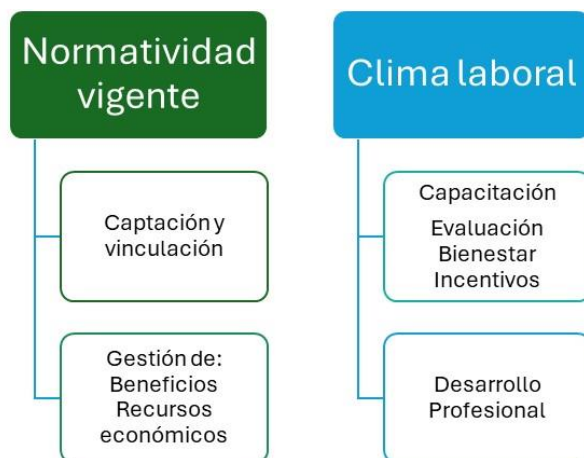 Normatividad
vigente
Captación y
vinculación
Gestión de:
Beneficios
Recursos
económicos
Clima laboral
Capacitación
Evaluación
Bienestar
Incentivos
Desarrollo
Profesional